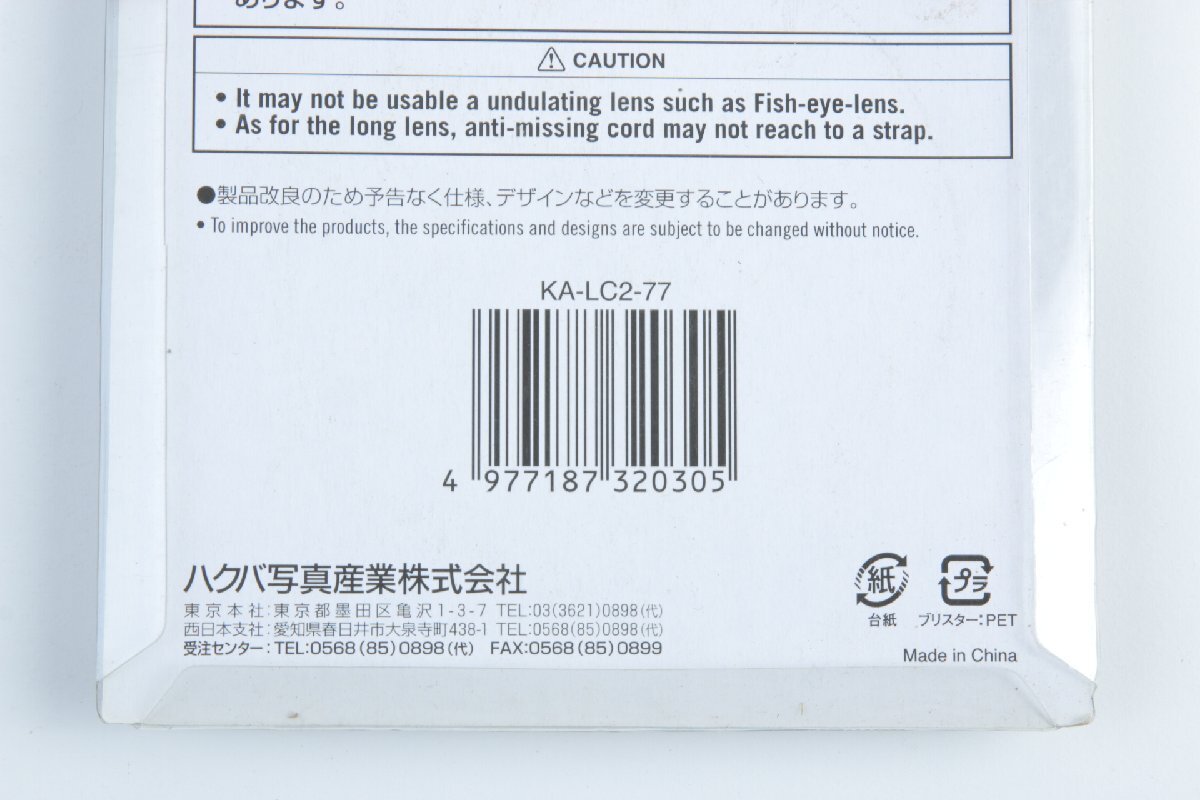 あります。
CAUTION
• It may not be usable a undulating lens such as Fish-eye-lens.
• As for the long lens, anti-missing cord may not reach to a strap.
●製品改良のため予告なく仕様、デザインなどを変更することがあります。
• To improve the products, the specifications and designs are subject to be changed without notice.
KA-LC2-77
4 977187 320305
ハクバ写真産業株式会社
東京本社:東京都墨田区亀沢1-3-7 TEL:03(3621)0898(代)
西日本支社:愛知県春日井市大泉寺町438-1 TEL:0568(85)0898(代)
受注センター:TEL:0568(85)0898(代) FAX:0568(85)0899
紙
プラ
台紙
ブリスター:PET
Made in China